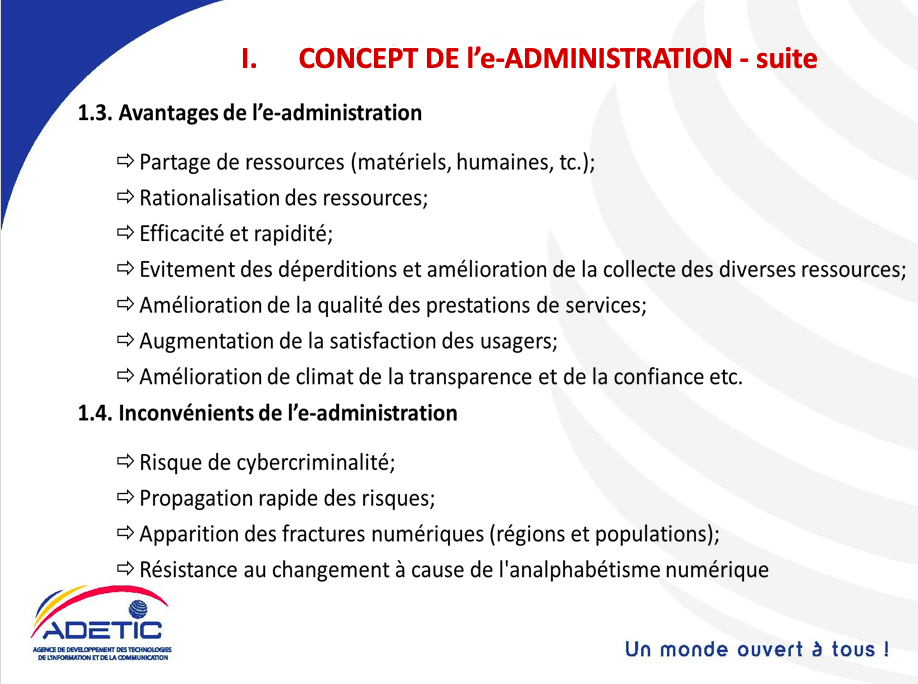 I. CONCEPT DE l’e-ADMINISTRATION - suite
1.3. Avantages de l’e-administration
⇨ Partage de ressources (matériels, humaines, tc.);
⇨ Rationalisation des ressources;
⇨ Efficacité et rapidité;
⇨ Evitement des déperditions et amélioration de la collecte des diverses ressources;
⇨ Amélioration de la qualité des prestations de services;
⇨ Augmentation de la satisfaction des usagers;
⇨ Amélioration de climat de la transparence et de la confiance etc.
1.4. Inconvénients de l’e-administration
⇨ Risque de cybercriminalité;
⇨ Propagation rapide des risques;
⇨ Apparition des fractures numériques (régions et populations);
⇨ Résistance au changement à cause de l'analphabétisme numérique
ADETIC
AGENCE DE DEVELOPPEMENT DES TECHNOLOGIES
DE L'INFORMATION ET DE LA COMMUNICATION
Un monde ouvert à tous !